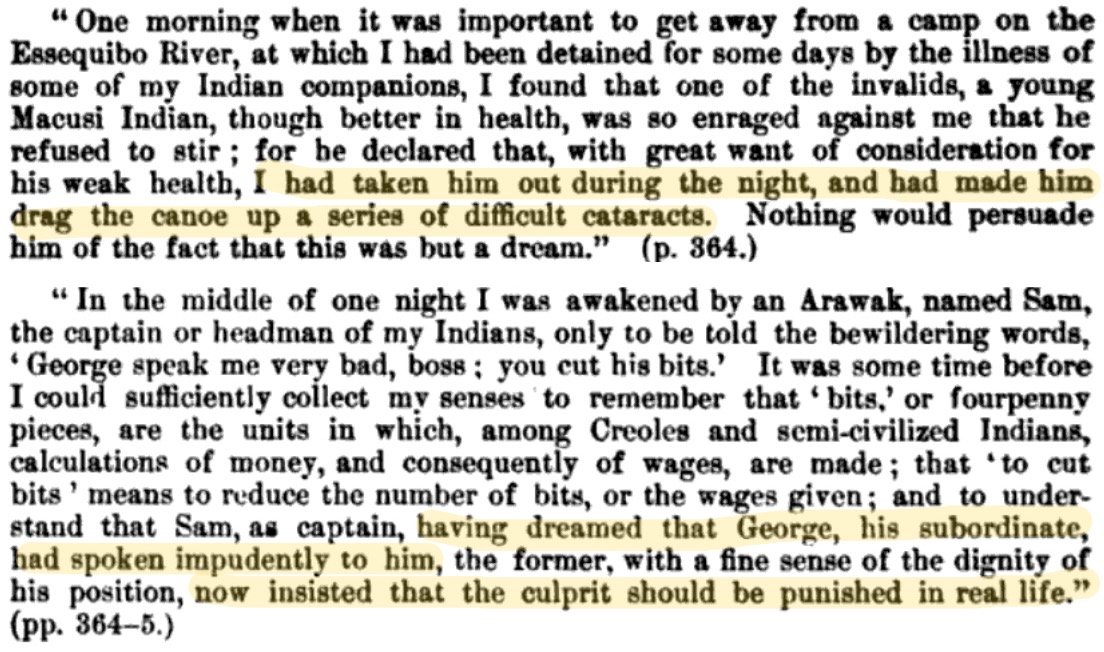 “ One morning when it was important to get away from a camp on the
Essequibo River, at which I had been detained for some days by the illness of
some of my Indian companions, I found that one of the invalids, a young
Macusi Indian, though better in health, was so enraged against me that he
refused to stir ; for he declared that, with great want of consideration for
his weak health, I had taken him out during the night, and had made him
drag the canoe up a series of difficult cataracts. Nothing would persuade
him of the fact that this was but a dream.” (p. 364.)
“ In the middle of one night I was awakened by an Arawak, named Sam,
the captain or headman of my Indians, only to be told the bewildering words,
‘ George speak me very bad, boss ; you cut his bits.’ It was some time before
I could sufficiently collect my senses to remember that ‘ bits,’ or fourpenny
pieces, are the units in which, among Creoles and semi-civilized Indians,
calculations of money, and consequently of wages, are made ; that ‘ to cut
bits ’ means to reduce the number of bits, or the wages given ; and to under-
stand that Sam, as captain, having dreamed that George, his subordinate,
had spoken impudently to him, the former, with a fine sense of the dignity of
his position, now insisted that the culprit should be punished in real life.”
(pp. 364–5.)